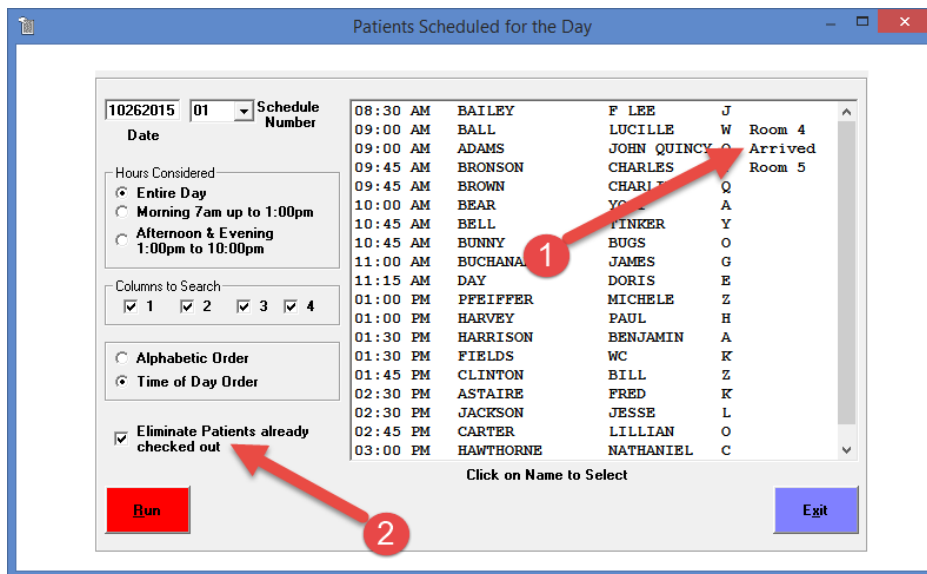 Patients Scheduled for the Day
10262015 01 Schedule Number
Date
Hours Considered
Entire Day
Morning 7am up to 1:00pm
Afternoon & Evening
1:00pm to 10:00pm
Columns to Search
1 2 3 4
Alphabetic Order
Time of Day Order
Eliminate Patients already
checked out
Run
08:30 AM BAILEY F LEE J
09:00 AM BALL LUCILLE W Room 4
09:00 AM ADAMS JOHN QUINCY Arrived
09:45 AM BRONSON CHARLES Room 5
09:45 AM BROWN Q
10:00 AM BEAR A
10:45 AM BELL TINKER Y
10:45 AM BUNNY BUGS O
11:00 AM JAMES G
11:15 AM DAY DORIS E
01:00 PM PFEIFFER MICHELE Z
01:00 PM HARVEY PAUL H
01:30 PM HARRISON BENJAMIN A
01:30 PM FIELDS WC K
01:45 PM CLINTON BILL Z
02:30 PM ASTAIRE FRED K
02:30 PM JACKSON JESSE L
02:45 PM CARTER LILLIAN O
03:00 PM HAWTHORNE NATHANIEL C
Click on Name to Select
Exit
1
2